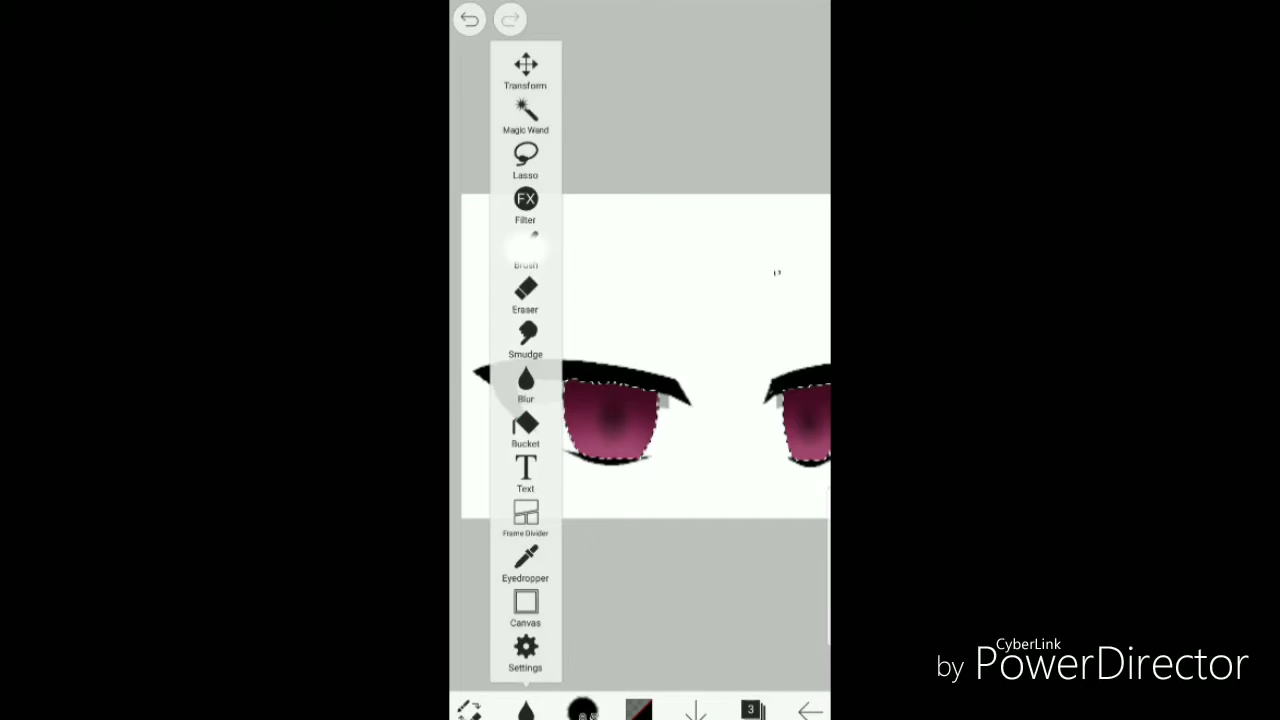 Transform
Magic Wand
Lasso
FX
Filter
Brush
Eraser
Smudge
Blur
Bucket
T
Text
Frame Divider
Eyedropper
Canvas
Settings
3
CyberLink
by PowerDirector